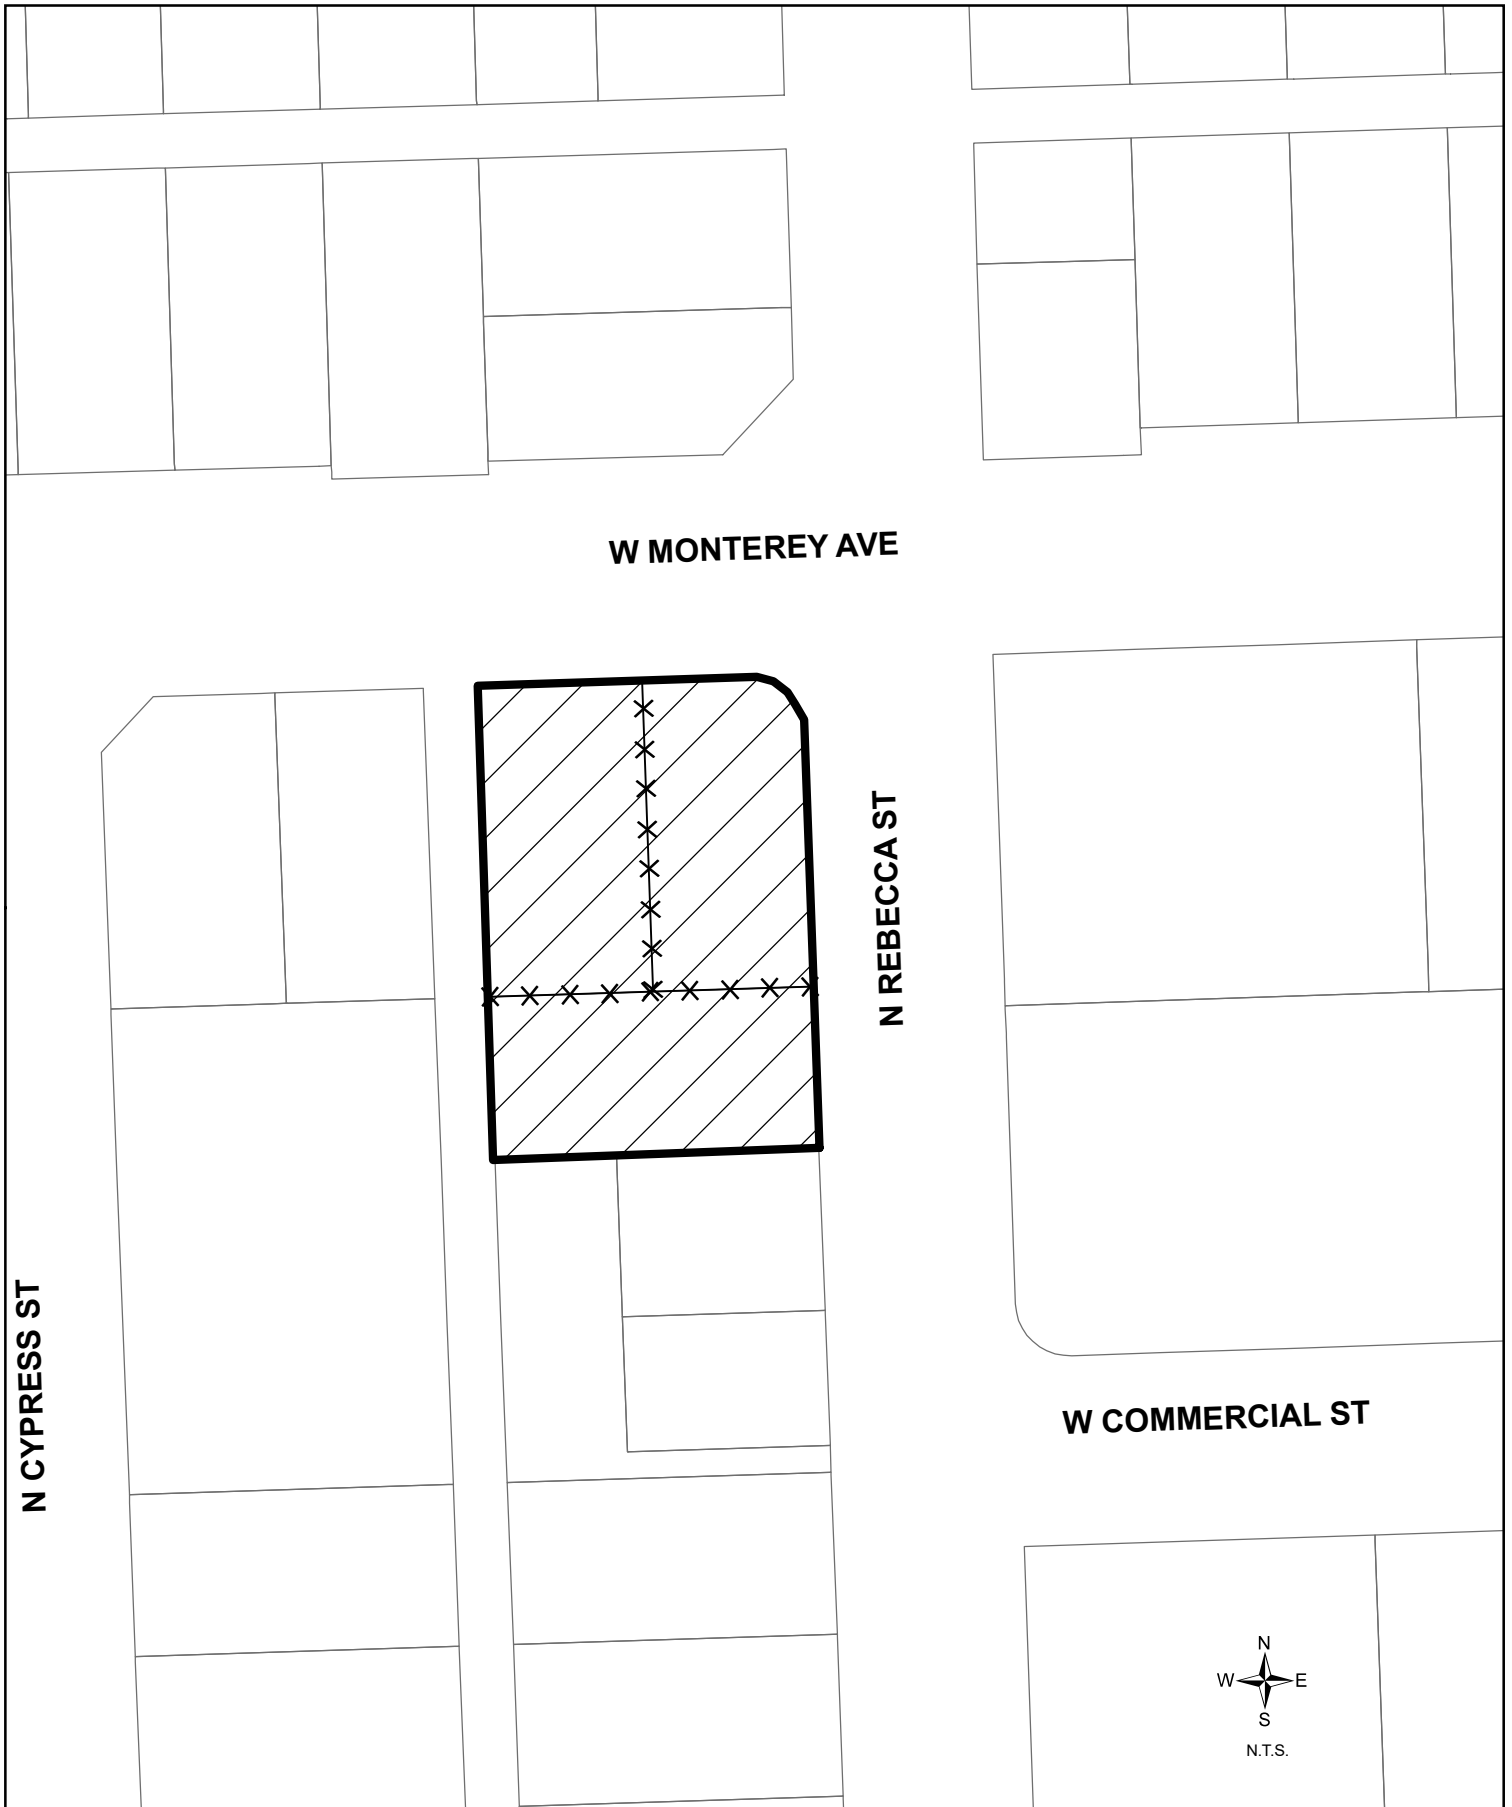 W MONTEREY AVE
N REBECCA ST
N CYPRESS ST
W COMMERCIAL ST
N
W E
S
N.T.S.